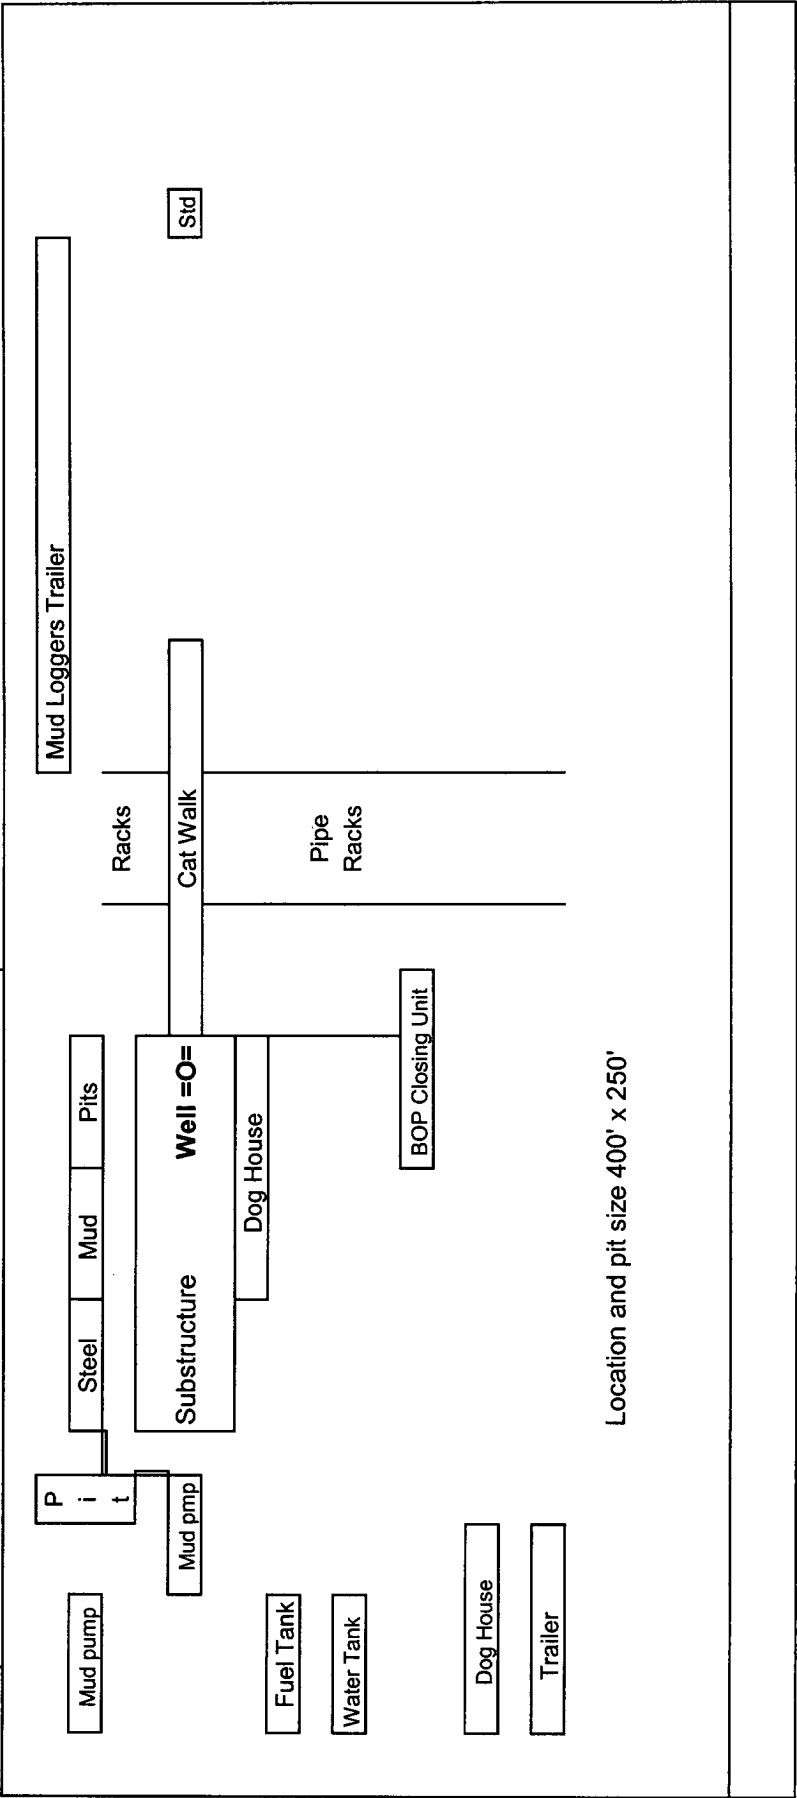 Mud Loggers Trailer
Steel Mud Pits
P
i
t
Mud pump
Racks
Std
Mud pmp
Substructure Well =O=
Cat Walk
Dog House
Fuel Tank
Pipe
Racks
Water Tank
BOP Closing Unit
Dog House
Trailer
Location and pit size 400' x 250'